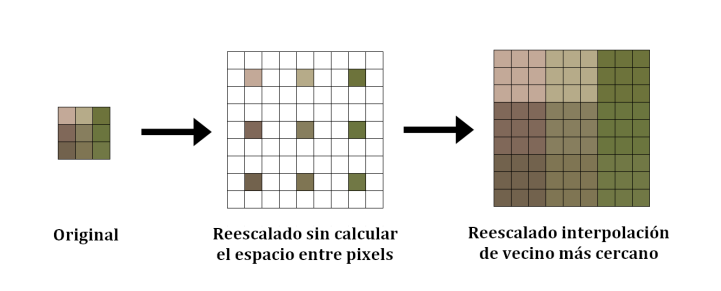 Original
Reescalado sin calcular
el espacio entre pixels
Reescalado interpolación
de vecino más cercano